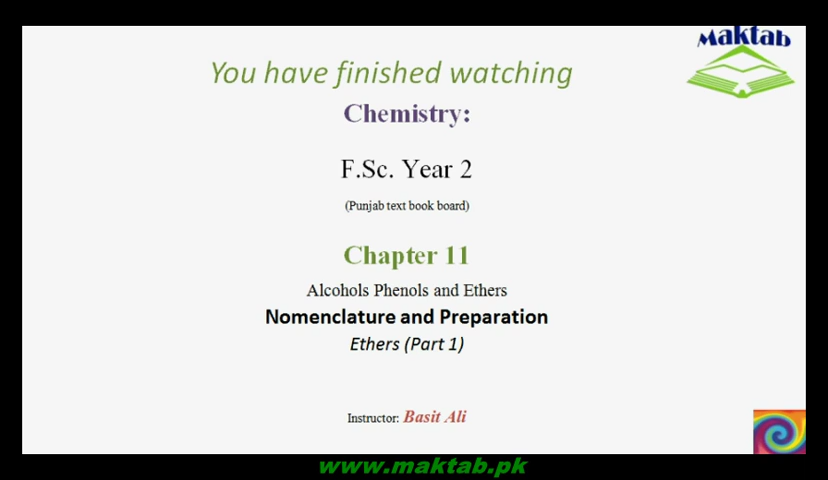 Maktab
You have finished watching
Chemistry:
F.Sc. Year 2
(Punjab text book board)
Chapter 11
Alcohols Phenols and Ethers
Nomenclature and Preparation
Ethers (Part 1)
Instructor: Basit Ali
www.maktab.pk